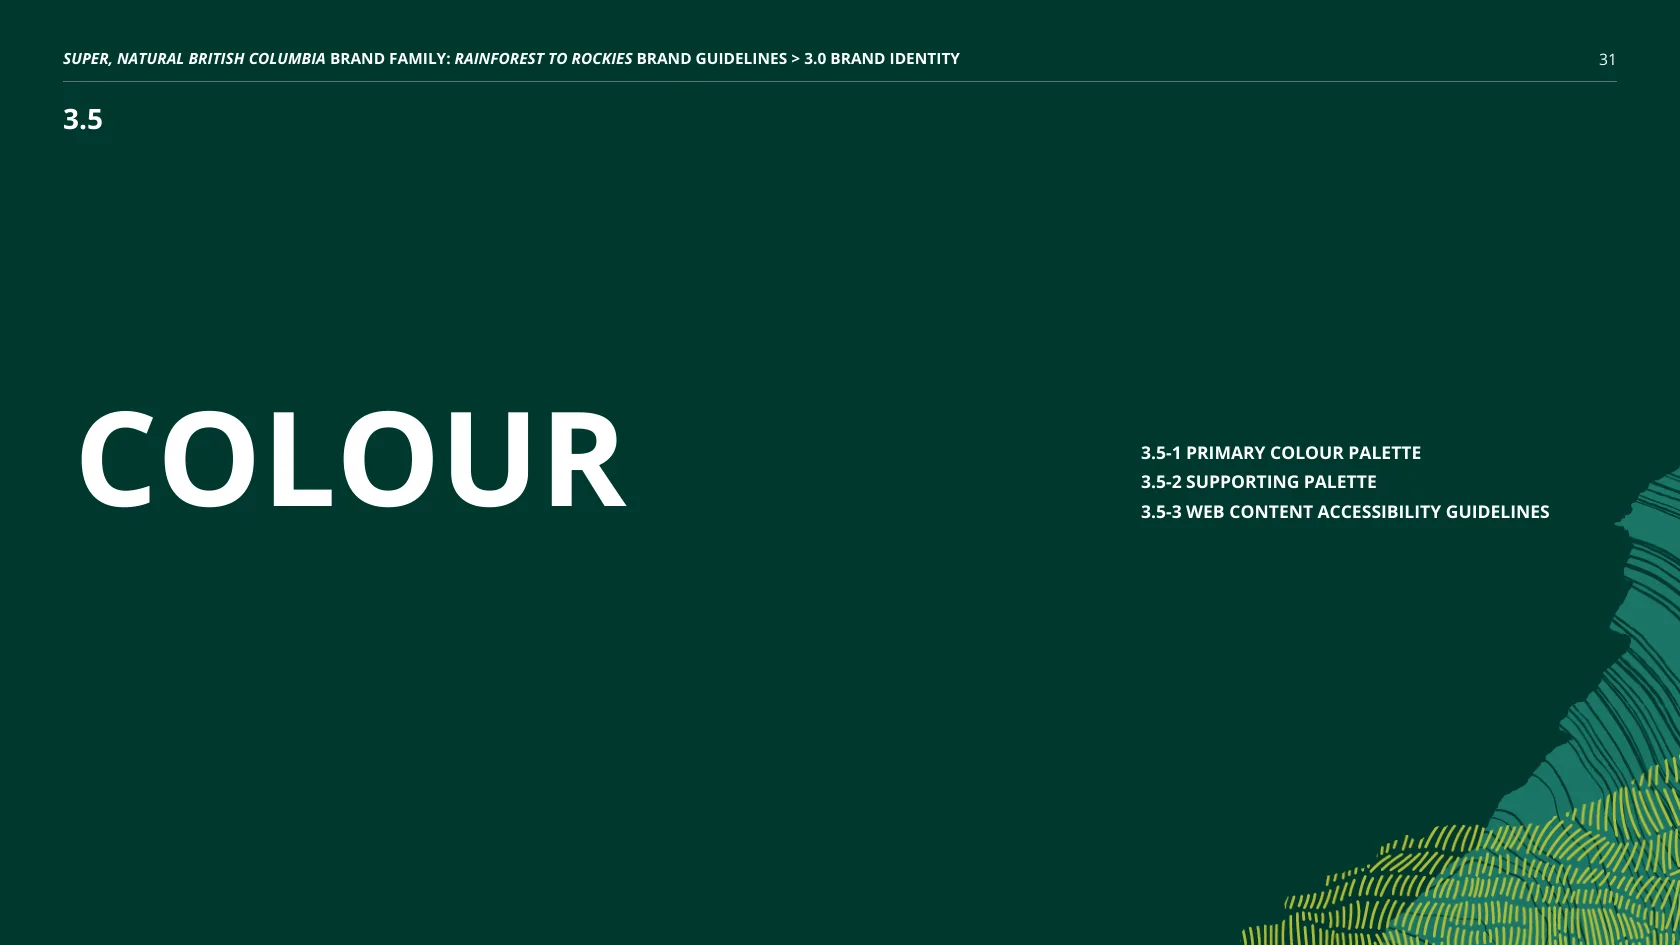 SUPER, NATURAL BRITISH COLUMBIA BRAND FAMILY: RAINFOREST TO ROCKIES BRAND GUIDELINES > 3.0 BRAND IDENTITY
31
3.5
COLOUR
3.5-1 PRIMARY COLOUR PALETTE
3.5-2 SUPPORTING PALETTE
3.5-3 WEB CONTENT ACCESSIBILITY GUIDELINES